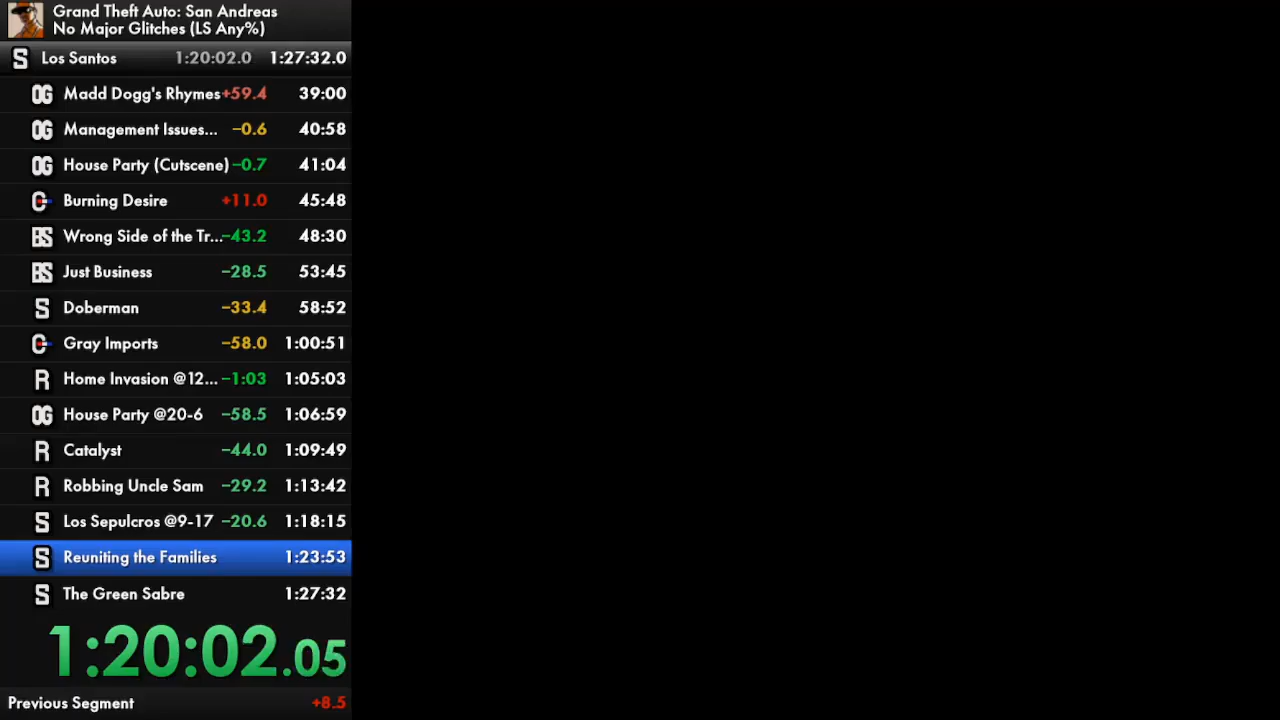 Grand Theft Auto: San Andreas
No Major Glitches (LS Any%)
S Los Santos 1:20:02.0 1:27:32.0
OG Madd Dogg's Rhymes +59.4 39:00
OG Management Issues... −0.6 40:58
OG House Party (Cutscene) −0.7 41:04
C Burning Desire +11.0 45:48
BS Wrong Side of the Tr... −43.2 48:30
BS Just Business −28.5 53:45
S Doberman −33.4 58:52
C Gray Imports −58.0 1:00:51
R Home Invasion @12... −1:03 1:05:03
OG House Party @20-6 −58.5 1:06:59
R Catalyst −44.0 1:09:49
R Robbing Uncle Sam −29.2 1:13:42
S Los Sepulcros @9-17 −20.6 1:18:15
S Reuniting the Families 1:23:53
S The Green Sabre 1:27:32
1:20:02.05
Previous Segment +8.5